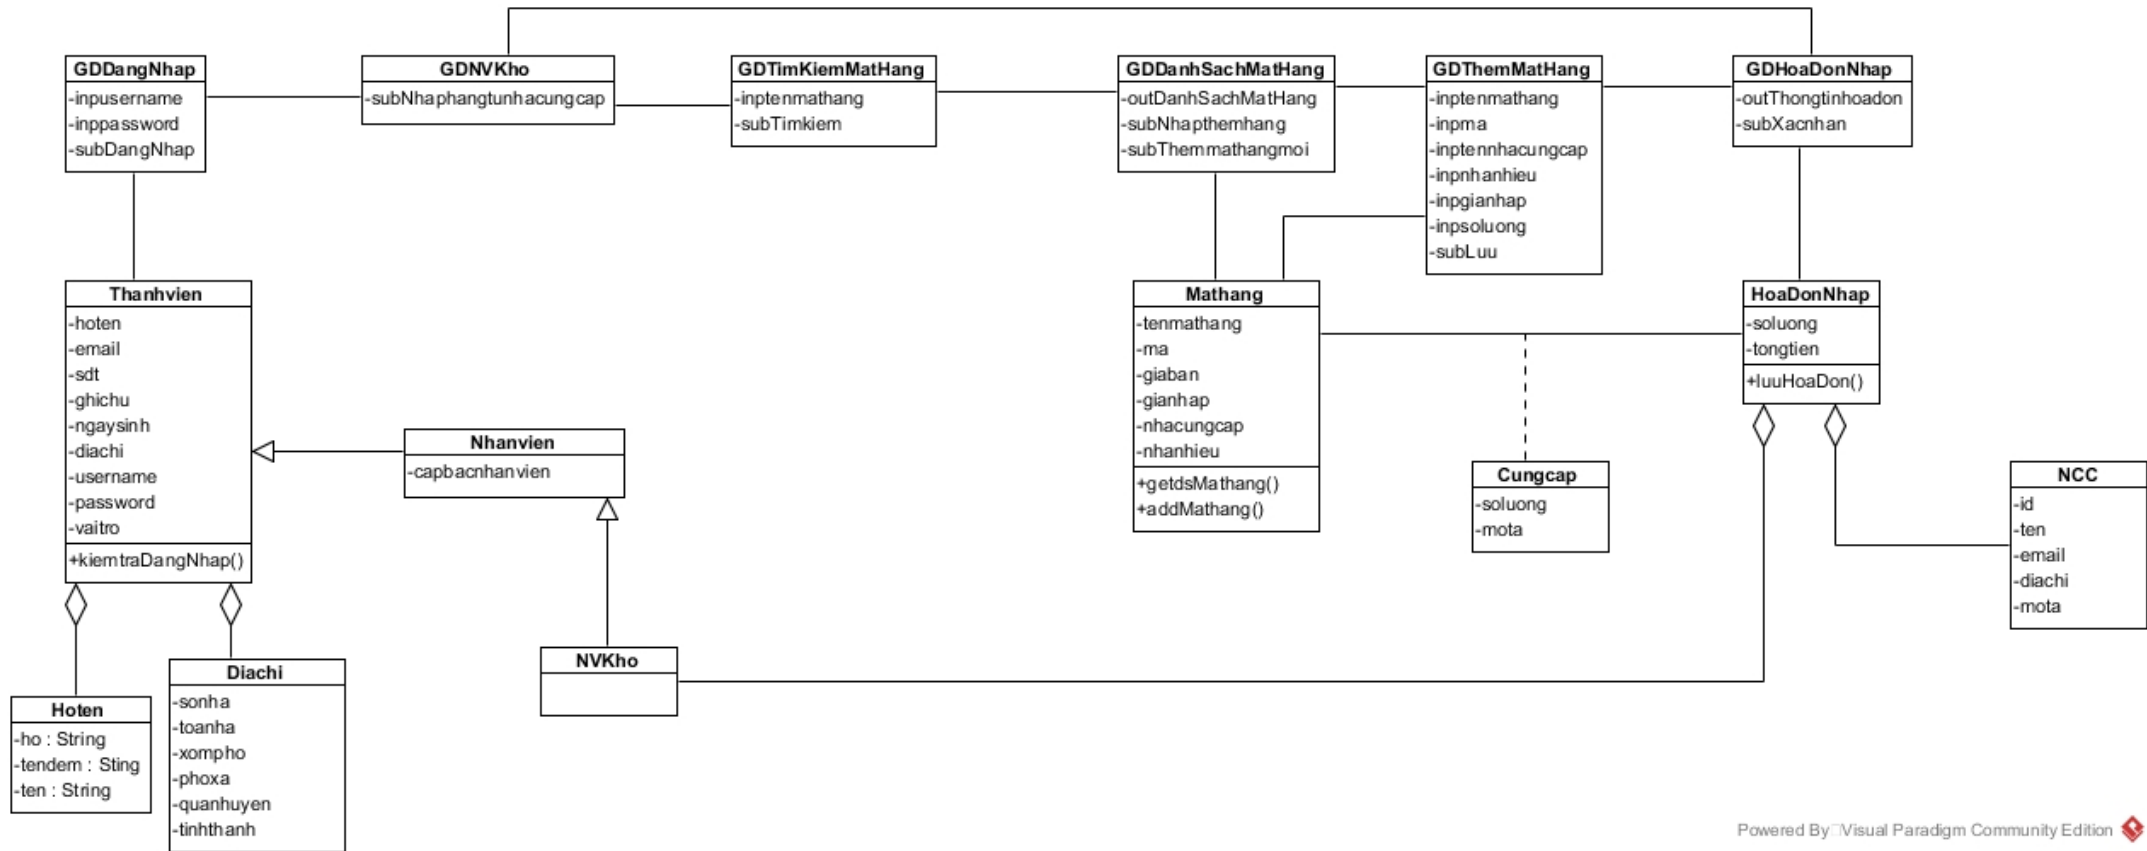 GDDangNhap
-inpusername
-inppassword
-subDangNhap
GDNVKho
-subNhaphangtunhacungcap
GDTimKiemMatHang
-inptenmathang
-subTimkiem
GDDanhSachMatHang
-outDanhSachMatHang
-subNhapthemhang
-subThemmathangmoi
GDThemMatHang
-inptenmathang
-inpma
-inptennhacungcap
-inpnhanhieu
-inpgianhap
-inpsoluong
-subLuu
GDHoaDonNhap
-outThongtinhoadon
-subXacnhan
Thanhvien
-hoten
-email
-sdt
-ghichu
-ngaysinh
-diachi
-username
-password
-vaitro
+kiemtraDangNhap()
Nhanvien
-capbacnhanvien
Mathang
-tenmathang
-ma
-giaban
-gianhap
-nhacungcap
-nhanhieu
+getdsMathang()
+addMathang()
HoaDonNhap
-soluong
-tongtien
+luuHoaDon()
Cungcap
-soluong
-mota
NCC
-id
-ten
-email
-diachi
-mota
NVKho
Hoten
-ho : String
-tendem : Sting
-ten : String
Diachi
-sonha
-toanha
-xompho
-phoxa
-quanhuyen
-tinhthanh
Powered By Visual Paradigm Community Edition